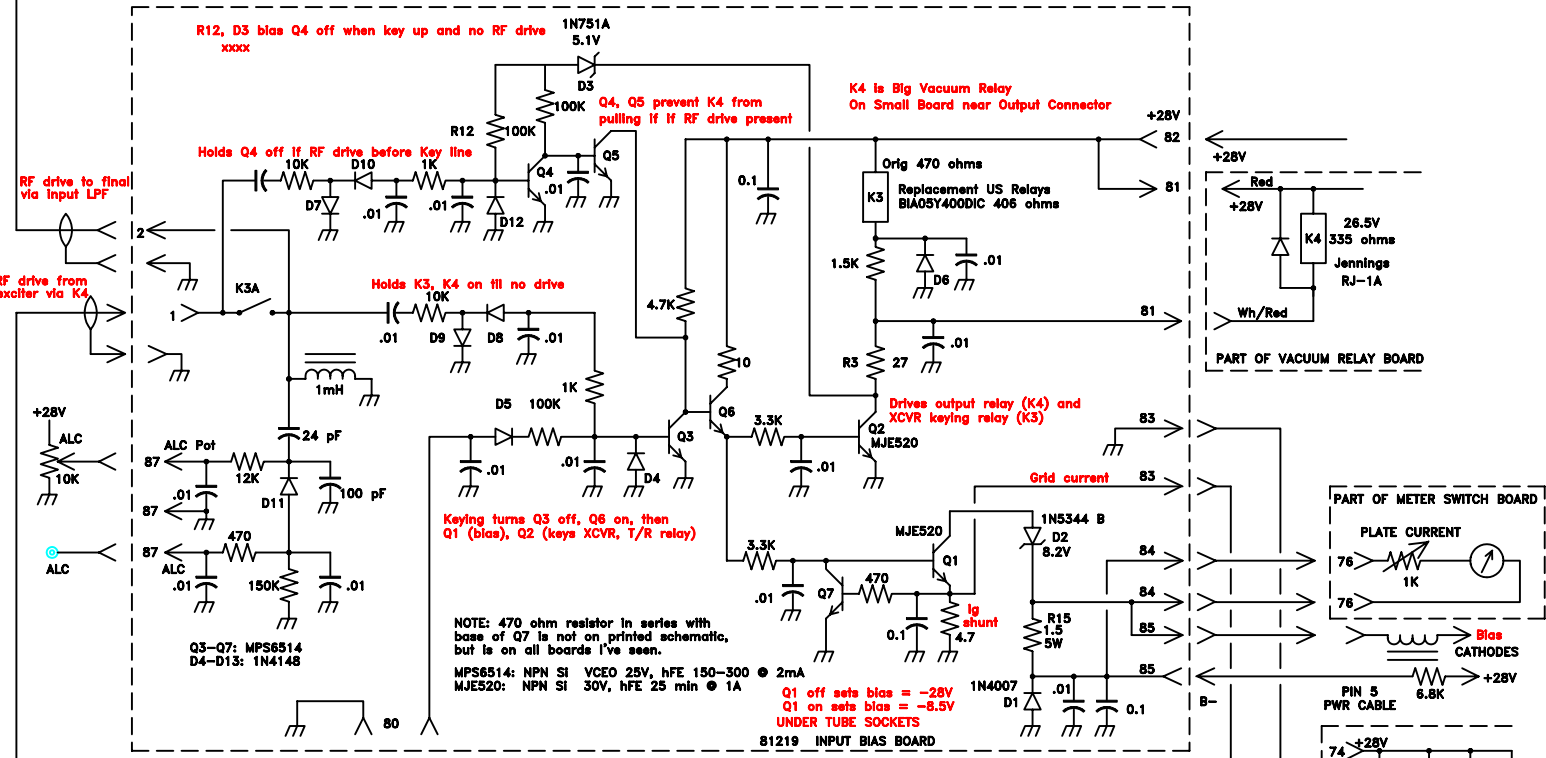 R12, D3 bias Q4 off when key up and no RF drive
xxxx
1N751A
5.1V
D3
100K
R12
100K
Q4, Q5 prevent K4 from
pulling if if RF drive present
K4 is Big Vacuum Relay
On Small Board near Output Connector
+28V
82
+28V
81
Holds Q4 off if RF drive before Key line
10K
D10
1K
Q4
.01
Q5
D7
.01
.01
D12
0.1
Orig 470 ohms
K3
Replacement US Relays
BIA05Y400DIC 406 ohms
Red
+28V
K4
26.5V
335 ohms
Jennings
RJ-1A
Wh/Red
PART OF VACUUM RELAY BOARD
RF drive to final
via input LPF
2
RF drive from
exciter via K4
K3A
1
Holds K3, K4 on til no drive
10K
.01
D9
D8
.01
4.7K
1.5K
D6
.01
81
.01
R3
27
10
1mH
1K
D5
100K
.01
.01
D4
Q3
Q6
3.3K
.01
Q2
MJE520
Drives output relay (K4) and
XCVR keying relay (K3)
83
+28V
ALC
10K
ALC Pot
87
12K
.01
87
24 pF
D11
100 pF
470
87
ALC
ALC
.01
150K
.01
Keying turns Q3 off, Q6 on, then
Q1 (bias), Q2 (keys XCVR, T/R relay)
Grid current
83
MJE520
Q1
1N5344 B
D2
8.2V
3.3K
.01
Q7
470
0.1
4.7
Ig
shunt
R15
1.5
5W
84
84
85
85
PART OF METER SWITCH BOARD
PLATE CURRENT
76
1K
76
Bias
CATHODES
+28V
6.8K
PIN 5
PWR CABLE
B-
1N4007
D1
.01
0.1
NOTE: 470 ohm resistor in series with
base of Q7 is not on printed schematic,
but is on all boards I've seen.
MPS6514: NPN Si VCEO 25V, hFE 150-300 @ 2mA
MJE520: NPN Si 30V, hFE 25 min @ 1A
Q3-Q7: MPS6514
D4-D13: 1N4148
Q1 off sets bias = -28V
Q1 on sets bias = -8.5V
UNDER TUBE SOCKETS
81219 INPUT BIAS BOARD
80
74
+28V